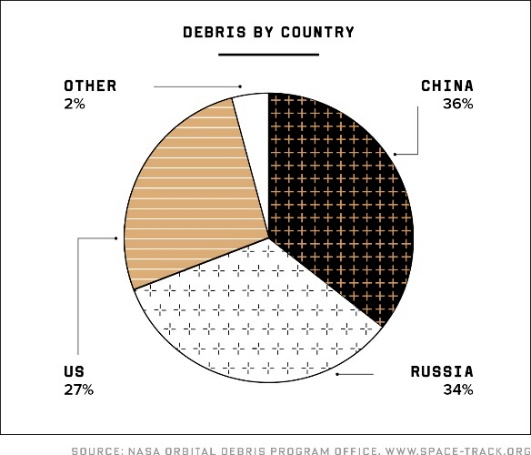 DEBRIS BY COUNTRY
OTHER
2%
CHINA
36%
US
27%
RUSSIA
34%
SOURCE: NASA ORBITAL DEBRIS PROGRAM OFFICE, WWW.SPACE-TRACK.ORG